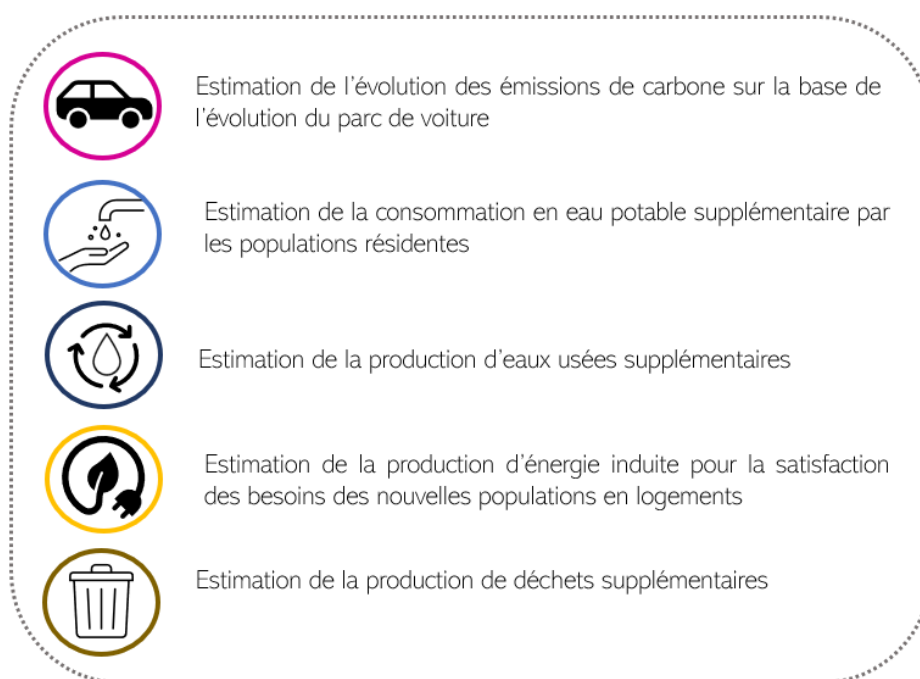 Estimation de l'évolution des émissions de carbone sur la base de
l'évolution du parc de voiture
Estimation de la consommation en eau potable supplémentaire par
les populations résidentes
Estimation de la production d'eaux usées supplémentaires
Estimation de la production d'énergie induite pour la satisfaction
des besoins des nouvelles populations en logements
Estimation de la production de déchets supplémentaires